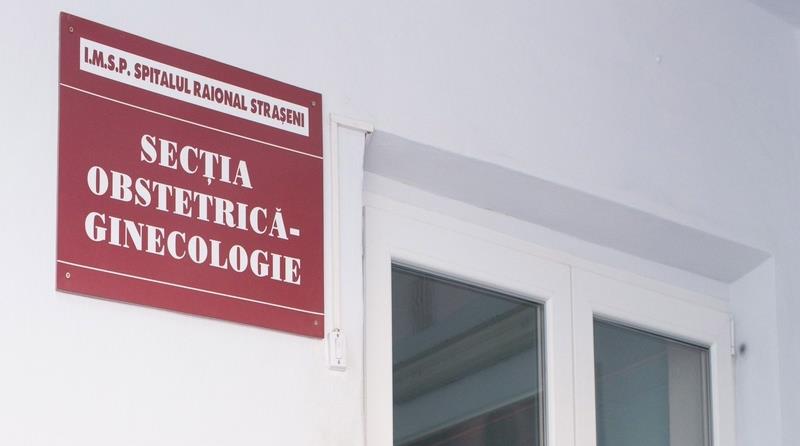 I.M.S.P. SPITALUL RAIONAL STRAȘENI
SECȚIA
OBSTETRICĂ-
GINECOLOGIE